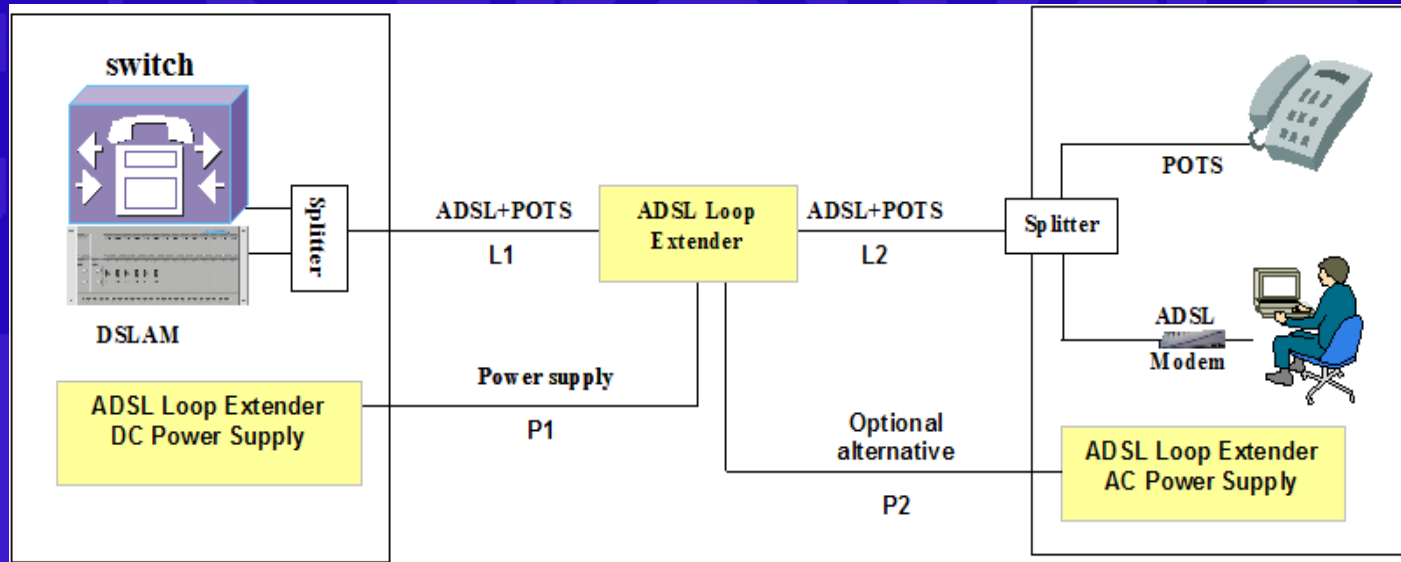 switch
Splitter
DSLAM
ADSL Loop Extender
DC Power Supply
ADSL+POTS
L1
ADSL Loop
Extender
ADSL+POTS
L2
Power supply
P1
Optional
alternative
P2
Splitter
POTS
ADSL
Modem
ADSL Loop Extender
AC Power Supply